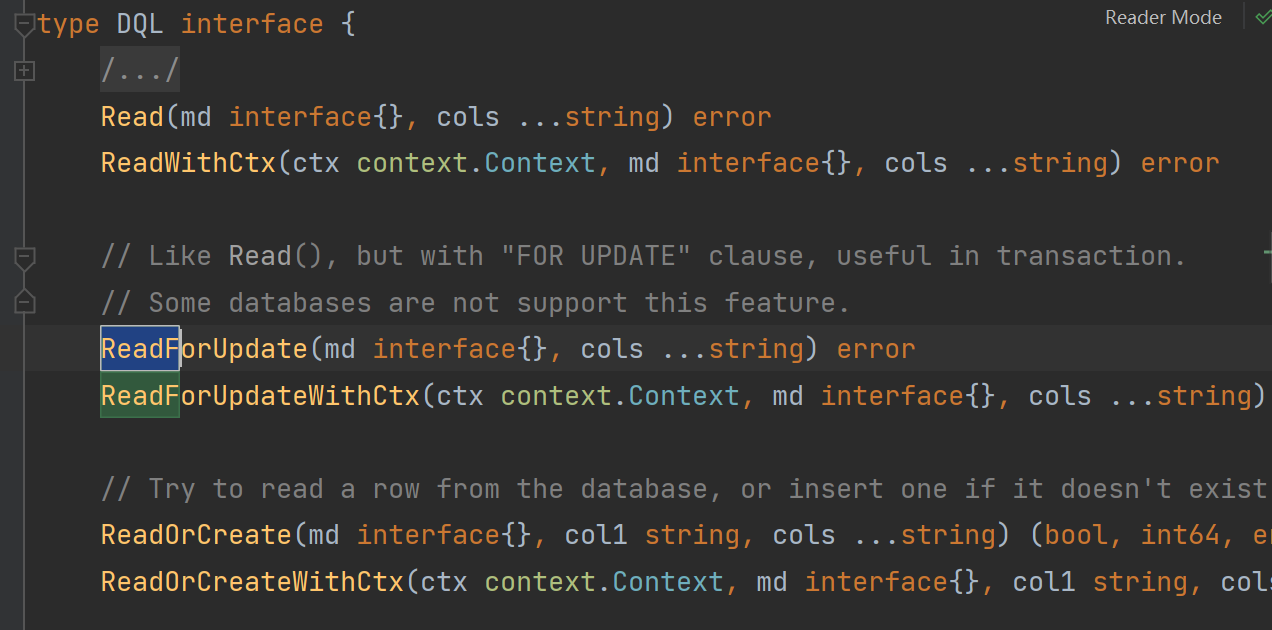 type DQL interface {
Reader Mode
/.../
Read(md interface{}, cols ...string) error
ReadWithCtx(ctx context.Context, md interface{}, cols ...string) error
// Like Read(), but with "FOR UPDATE" clause, useful in transaction.
// Some databases are not support this feature.
ReadForUpdate(md interface{}, cols ...string) error
ReadForUpdateWithCtx(ctx context.Context, md interface{}, cols ...string)
// Try to read a row from the database, or insert one if it doesn't exist
ReadOrCreate(md interface{}, col1 string, cols ...string) (bool, int64,
ReadOrCreateWithCtx(ctx context.Context, md interface{}, col1 string,